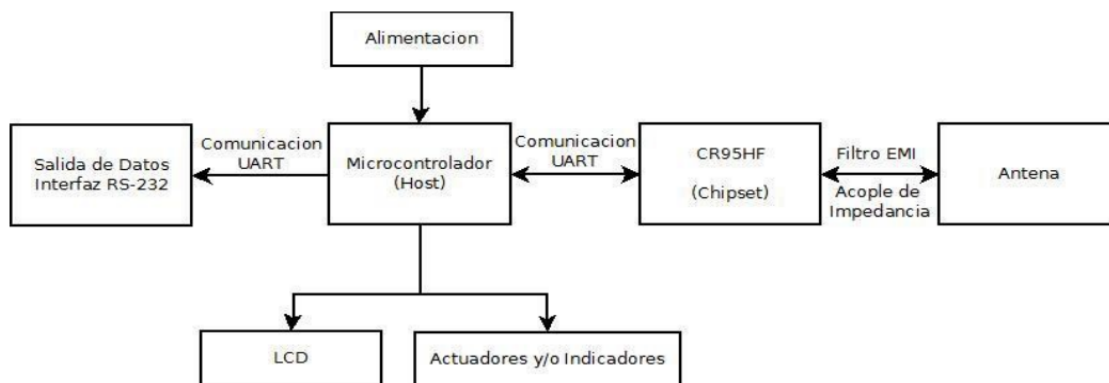 Alimentacion
Salida de Datos
Interfaz RS-232
Comunicacion
UART
Microcontrolador
(Host)
Comunicacion
UART
CR95HF
(Chipset)
Filtro EMI
Acople de
Impedancia
Antena
LCD
Actuadores y/o Indicadores